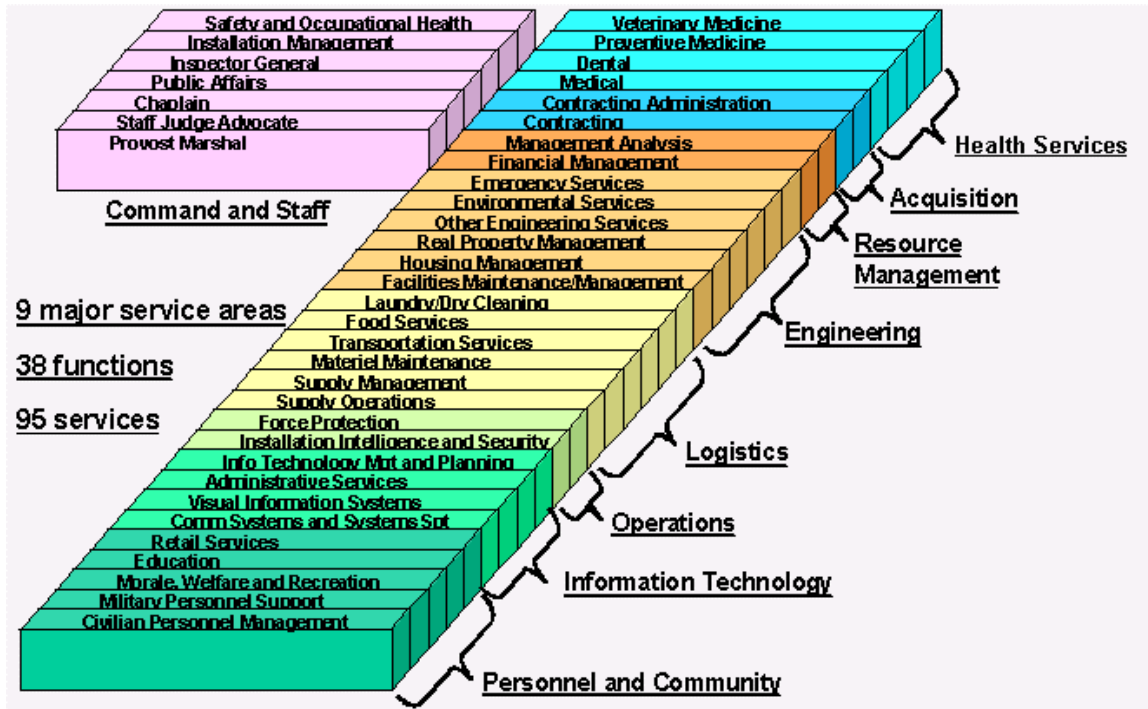 Safety and Occupational Health
Installation Management
Inspector General
Public Affairs
Chaplain
Staff Judge Advocate
Provost Marshal
Command and Staff
Veterinary Medicine
Preventive Medicine
Dental
Medical
Contracting Administration
Contracting
Management Analysis
Financial Management
Emergency Services
Environmental Services
Other Engineering Services
Real Property Management
Housing Management
Facilities Maintenance/Management
Laundry/Dry Cleaning
Food Services
Transportation Services
Materiel Maintenance
Supply Management
Supply Operations
Force Protection
Installation Intelligence and Security
Info Technology Mgt and Planning
Administrative Services
Visual Information Systems
Comm Systems and Systems Spt
Retail Services
Education
Morale, Welfare and Recreation
Military Personnel Support
Civilian Personnel Management
9 major service areas
38 functions
95 services
Health Services
Acquisition
Resource
Management
Engineering
Logistics
Operations
Information Technology
Personnel and Community